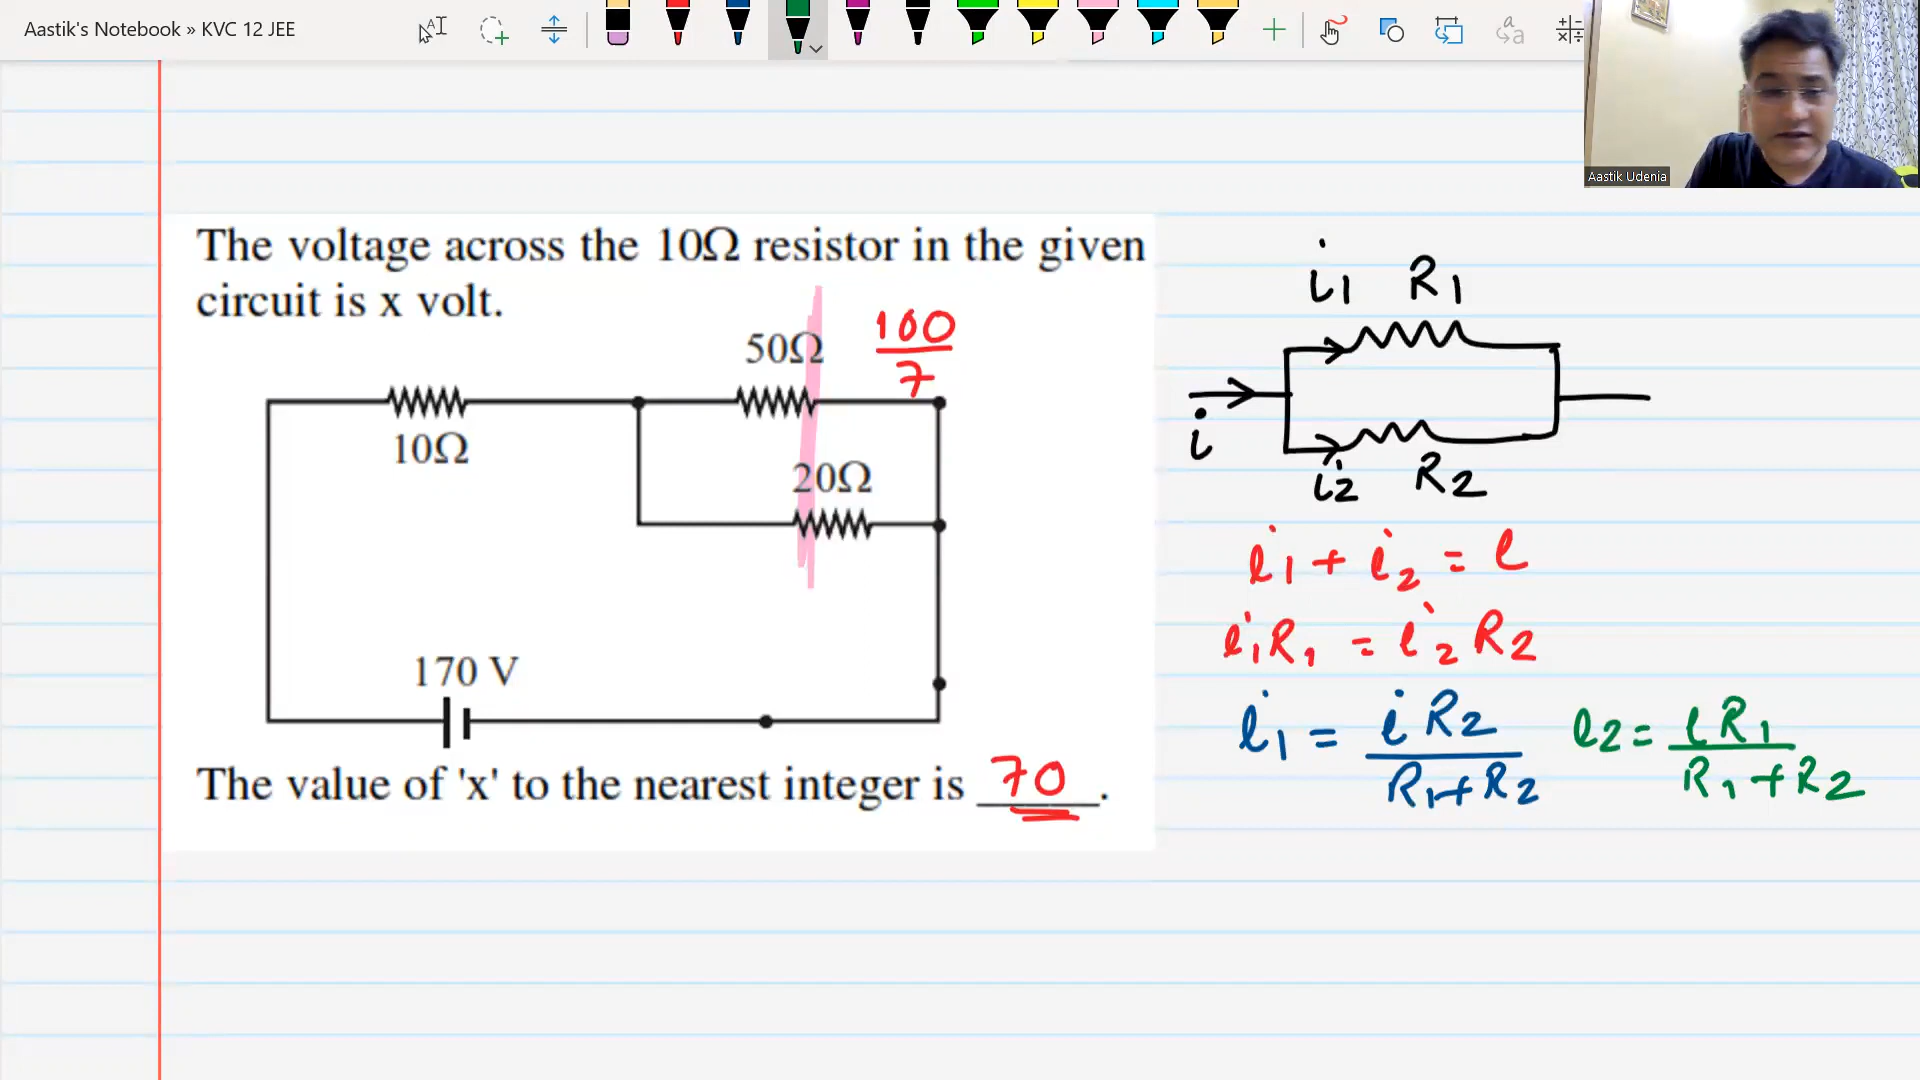 Aastik's Notebook » KVC 12 JEE
Aastik Udenia
The voltage across the 10Ω resistor in the given
circuit is x volt.
50Ω
100/7
10Ω
20Ω
170 V
The value of 'x' to the nearest integer is 70.
i1 R1
i
i2 R2
i1 + i2 = i
i1R1 = i2R2
i1 = iR2/(R1+R2) i2 = iR1/(R1+R2)